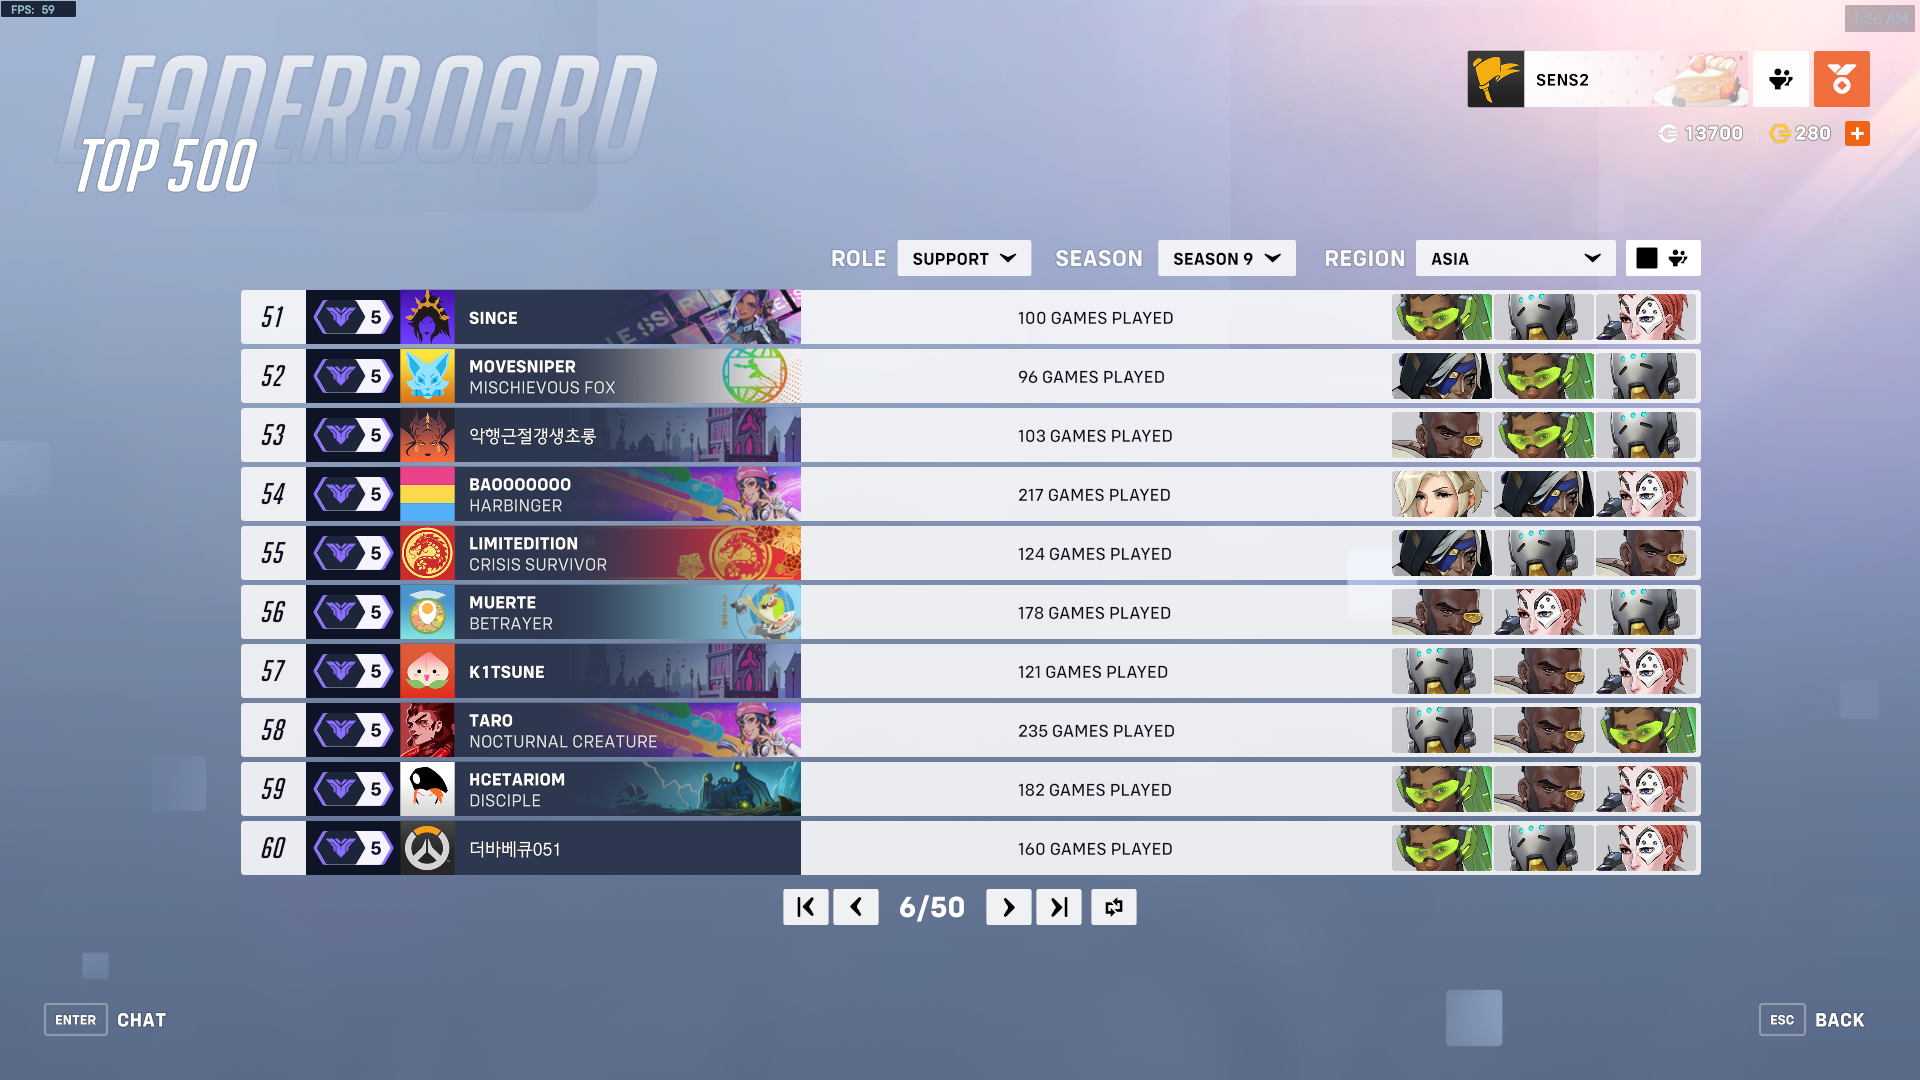 FPS: 59
1:26 AM
LEADERBOARD
TOP 500
SENS2
13700
280
ROLE SUPPORT SEASON SEASON 9 REGION ASIA
51 5 SINCE 100 GAMES PLAYED
52 5 MOVESNIPER 96 GAMES PLAYED
MISCHIEVOUS FOX
53 5 악행근절갱생초롱 103 GAMES PLAYED
54 5 BAOOOOOOO 217 GAMES PLAYED
HARBINGER
55 5 LIMITEDITION 124 GAMES PLAYED
CRISIS SURVIVOR
56 5 MUERTE 178 GAMES PLAYED
BETRAYER
57 5 K1TSUNE 121 GAMES PLAYED
58 5 TARO 235 GAMES PLAYED
NOCTURNAL CREATURE
59 5 HCETARIOM 182 GAMES PLAYED
DISCIPLE
60 5 더바베큐051 160 GAMES PLAYED
6/50
ENTER CHAT
ESC BACK